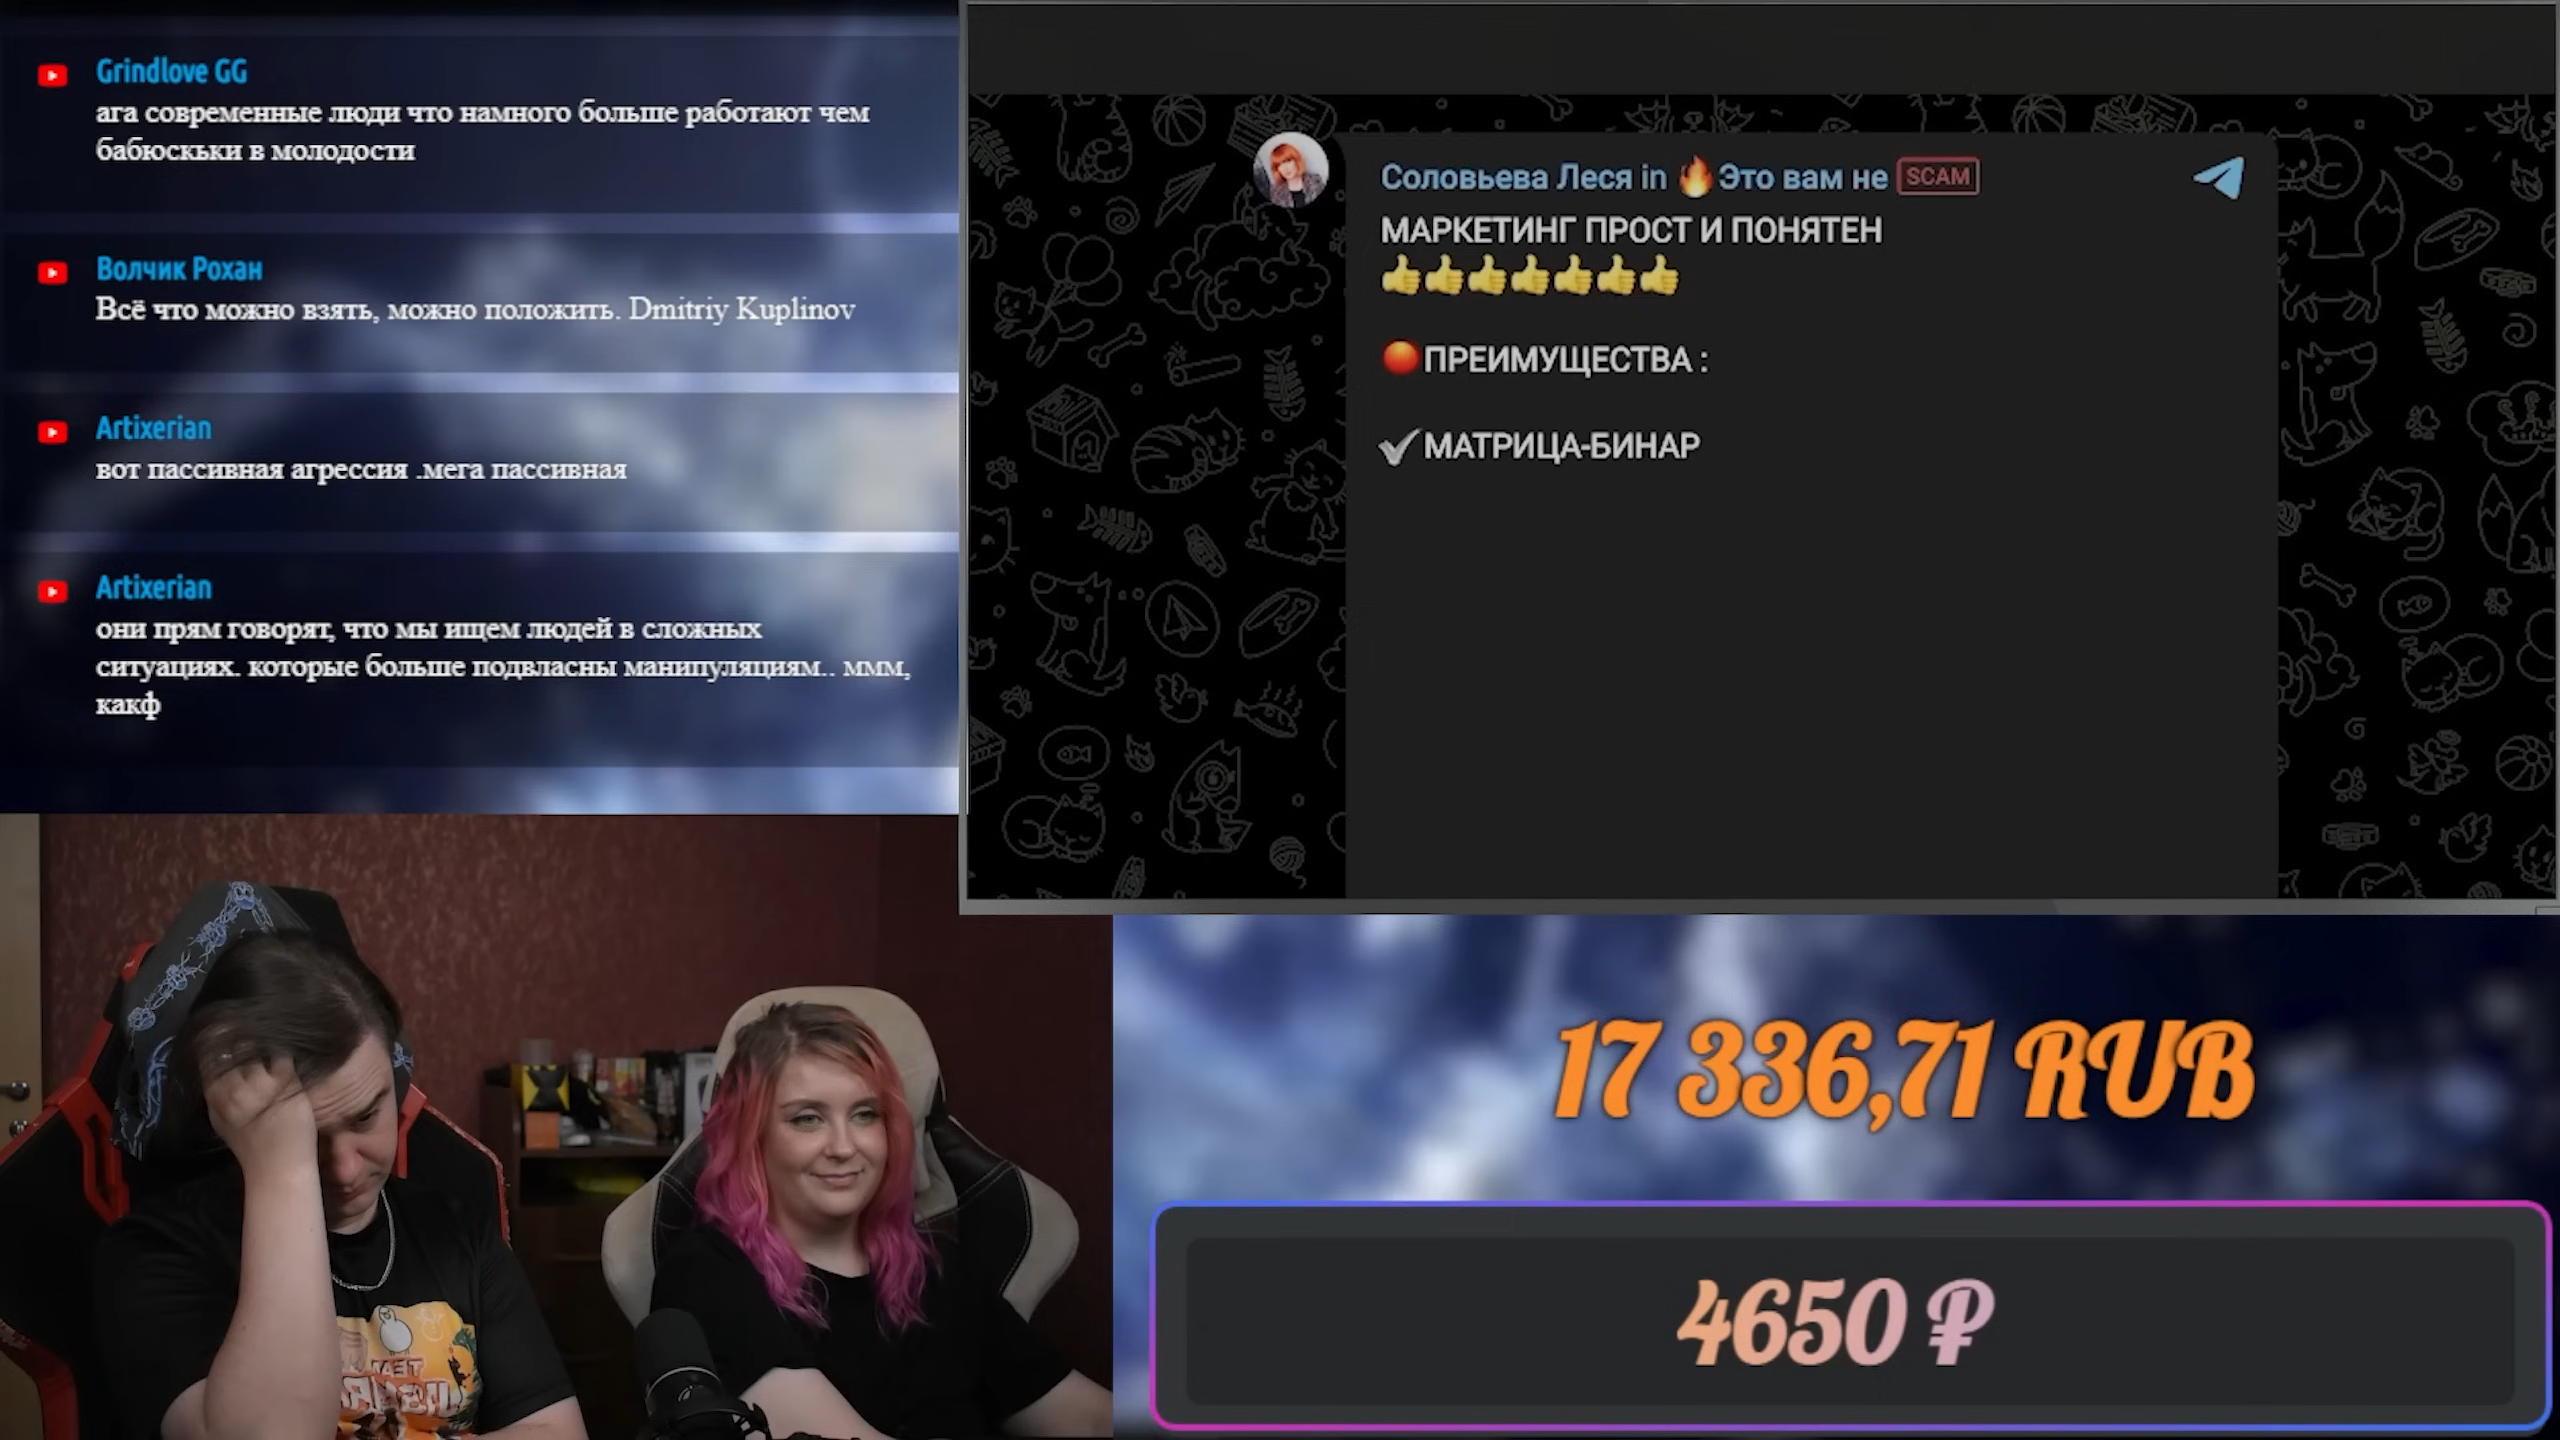 Grindlove GG
ага современные люди что намного больше работают чем
бабюскьки в молодости
Волчик Рохан
Всё что можно взять, можно положить. Dmitriy Kuplinov
Artixerian
вот пассивная агрессия .мега пассивная
Artixerian
они прям говорят, что мы ищем людей в сложных
ситуациях. которые больше подвласны манипуляциям.. ммм,
какф
Соловьева Леся in 🔥Это вам не SCAM
МАРКЕТИНГ ПРОСТ И ПОНЯТЕН
👍👍👍👍👍👍👍
🔴ПРЕИМУЩЕСТВА :
✔МАТРИЦА-БИНАР
17 336,71 RUB
4650 ₽